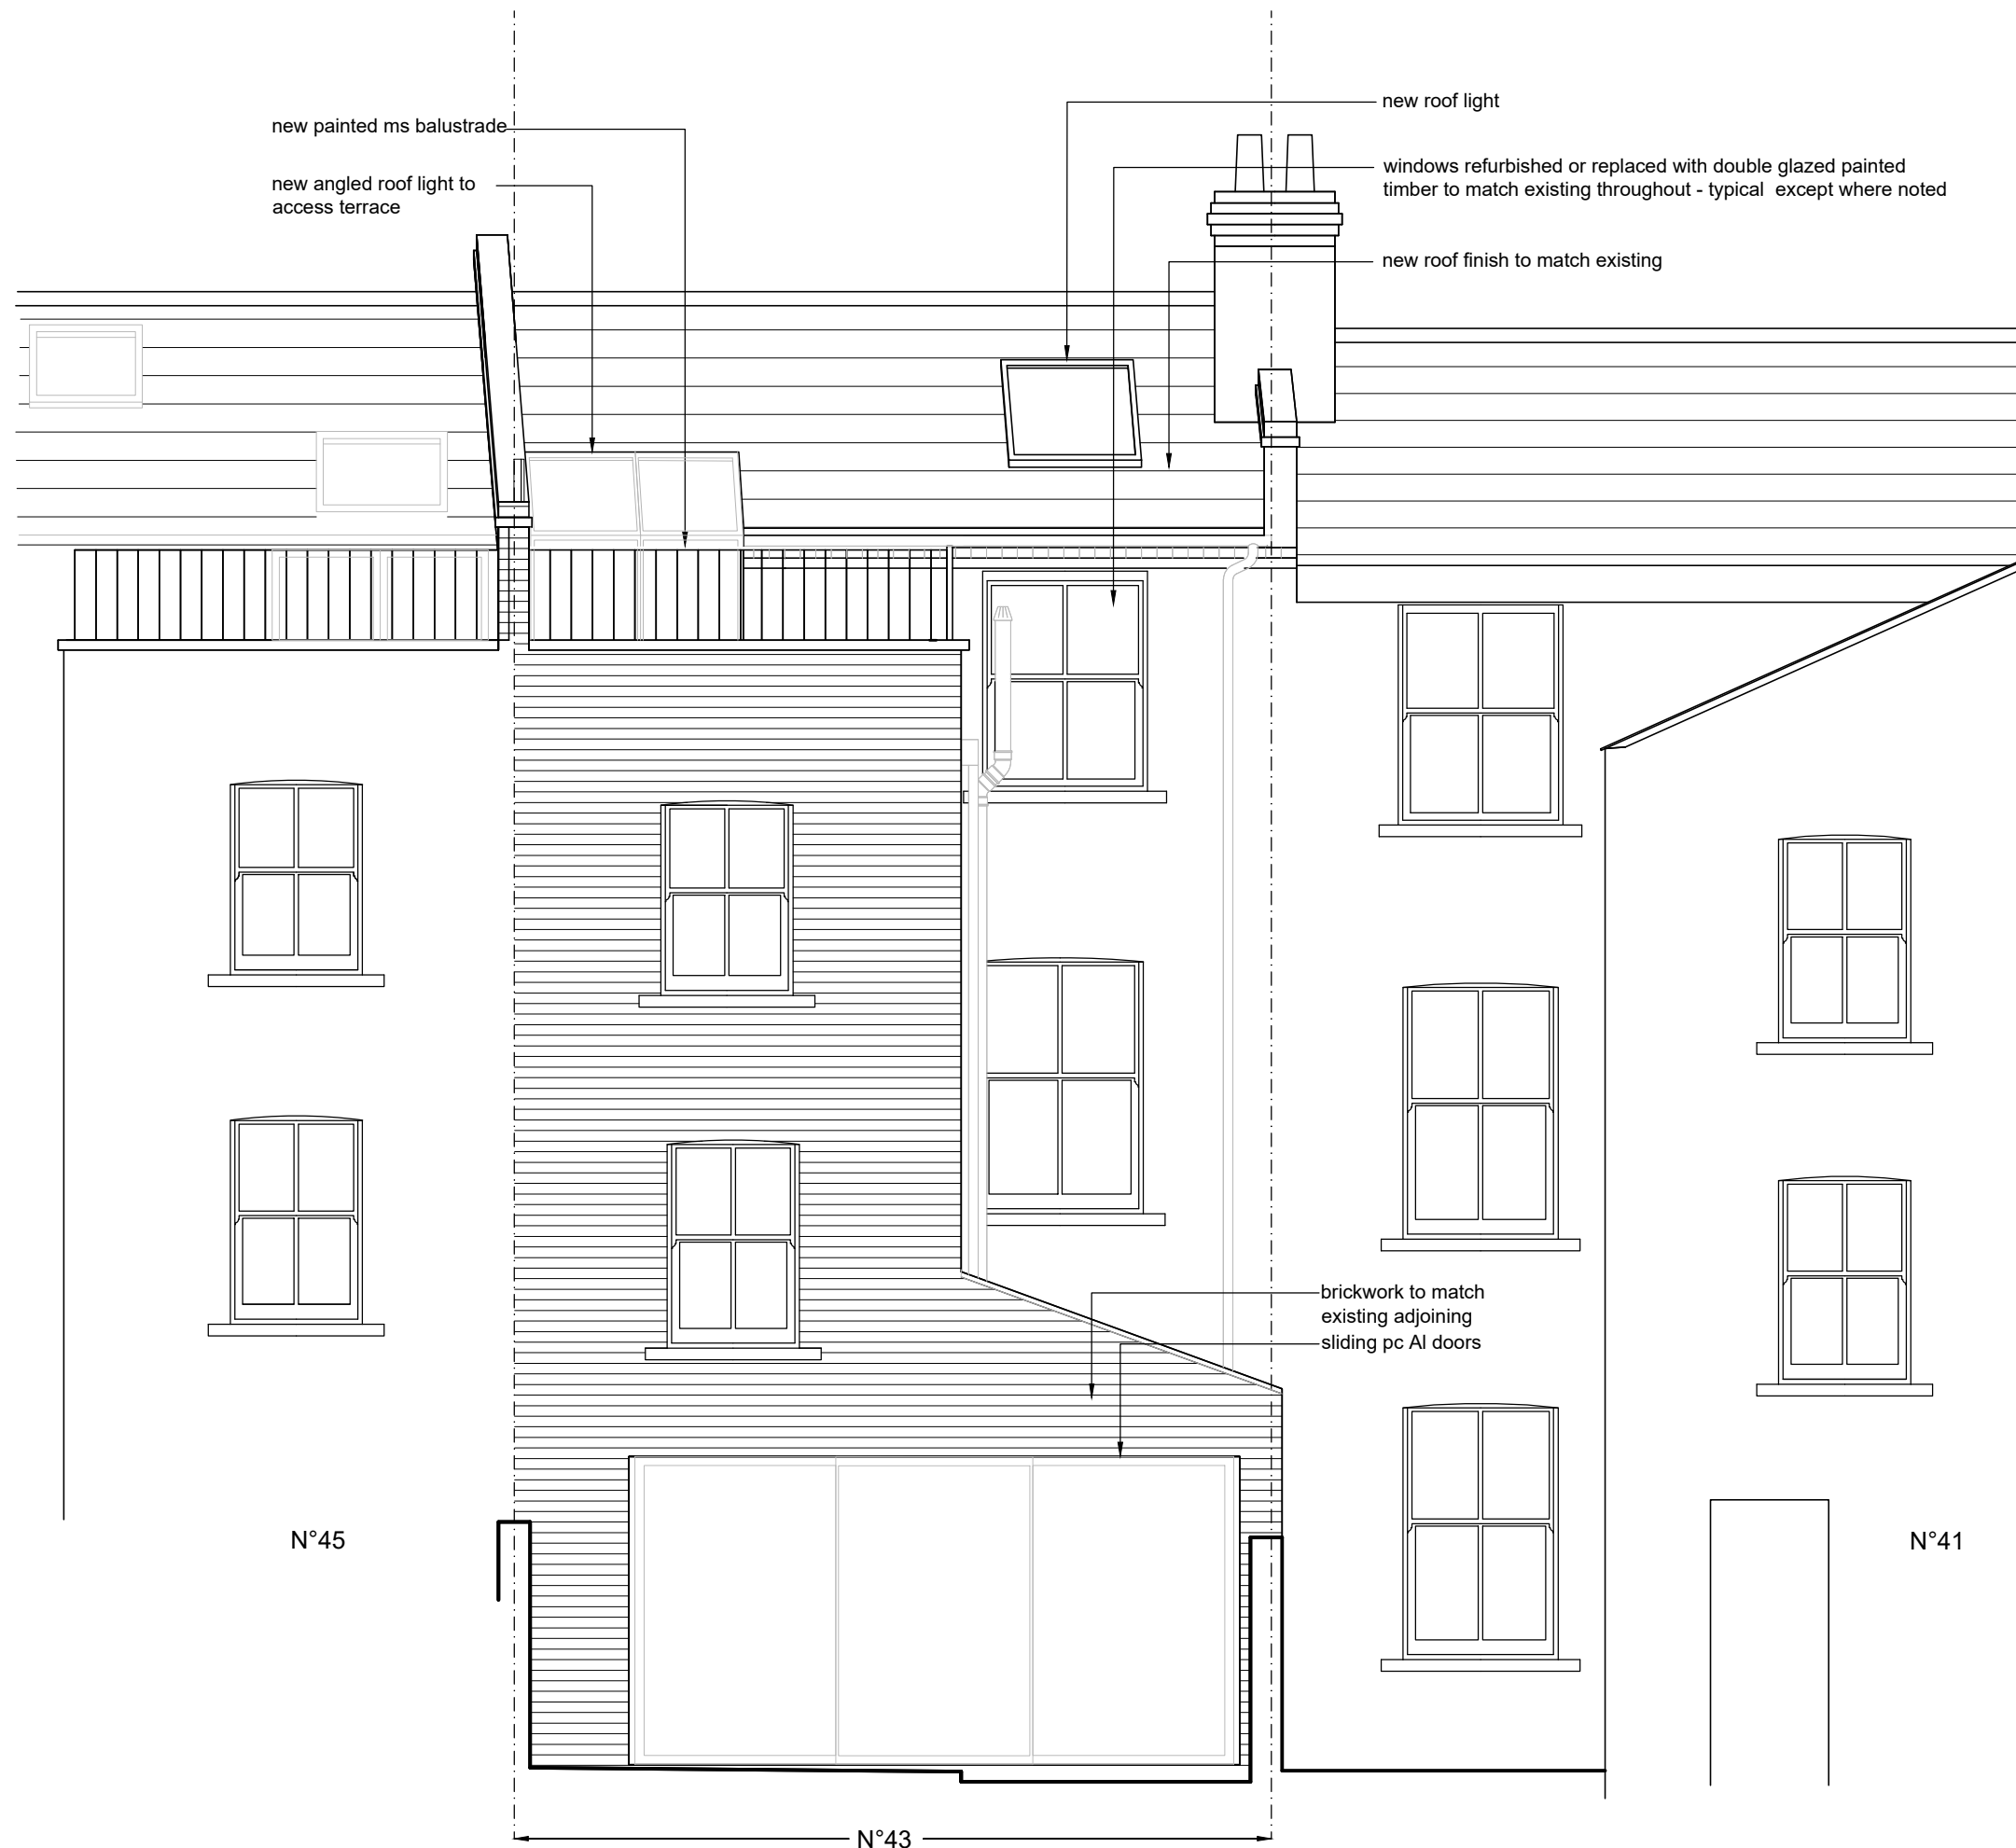 new roof light
new painted ms balustrade
windows refurbished or replaced with double glazed painted
timber to match existing throughout - typical except where noted
new angled roof light to
access terrace
new roof finish to match existing
brickwork to match
existing adjoining
sliding pc Al doors
N°45
N°41
N°43